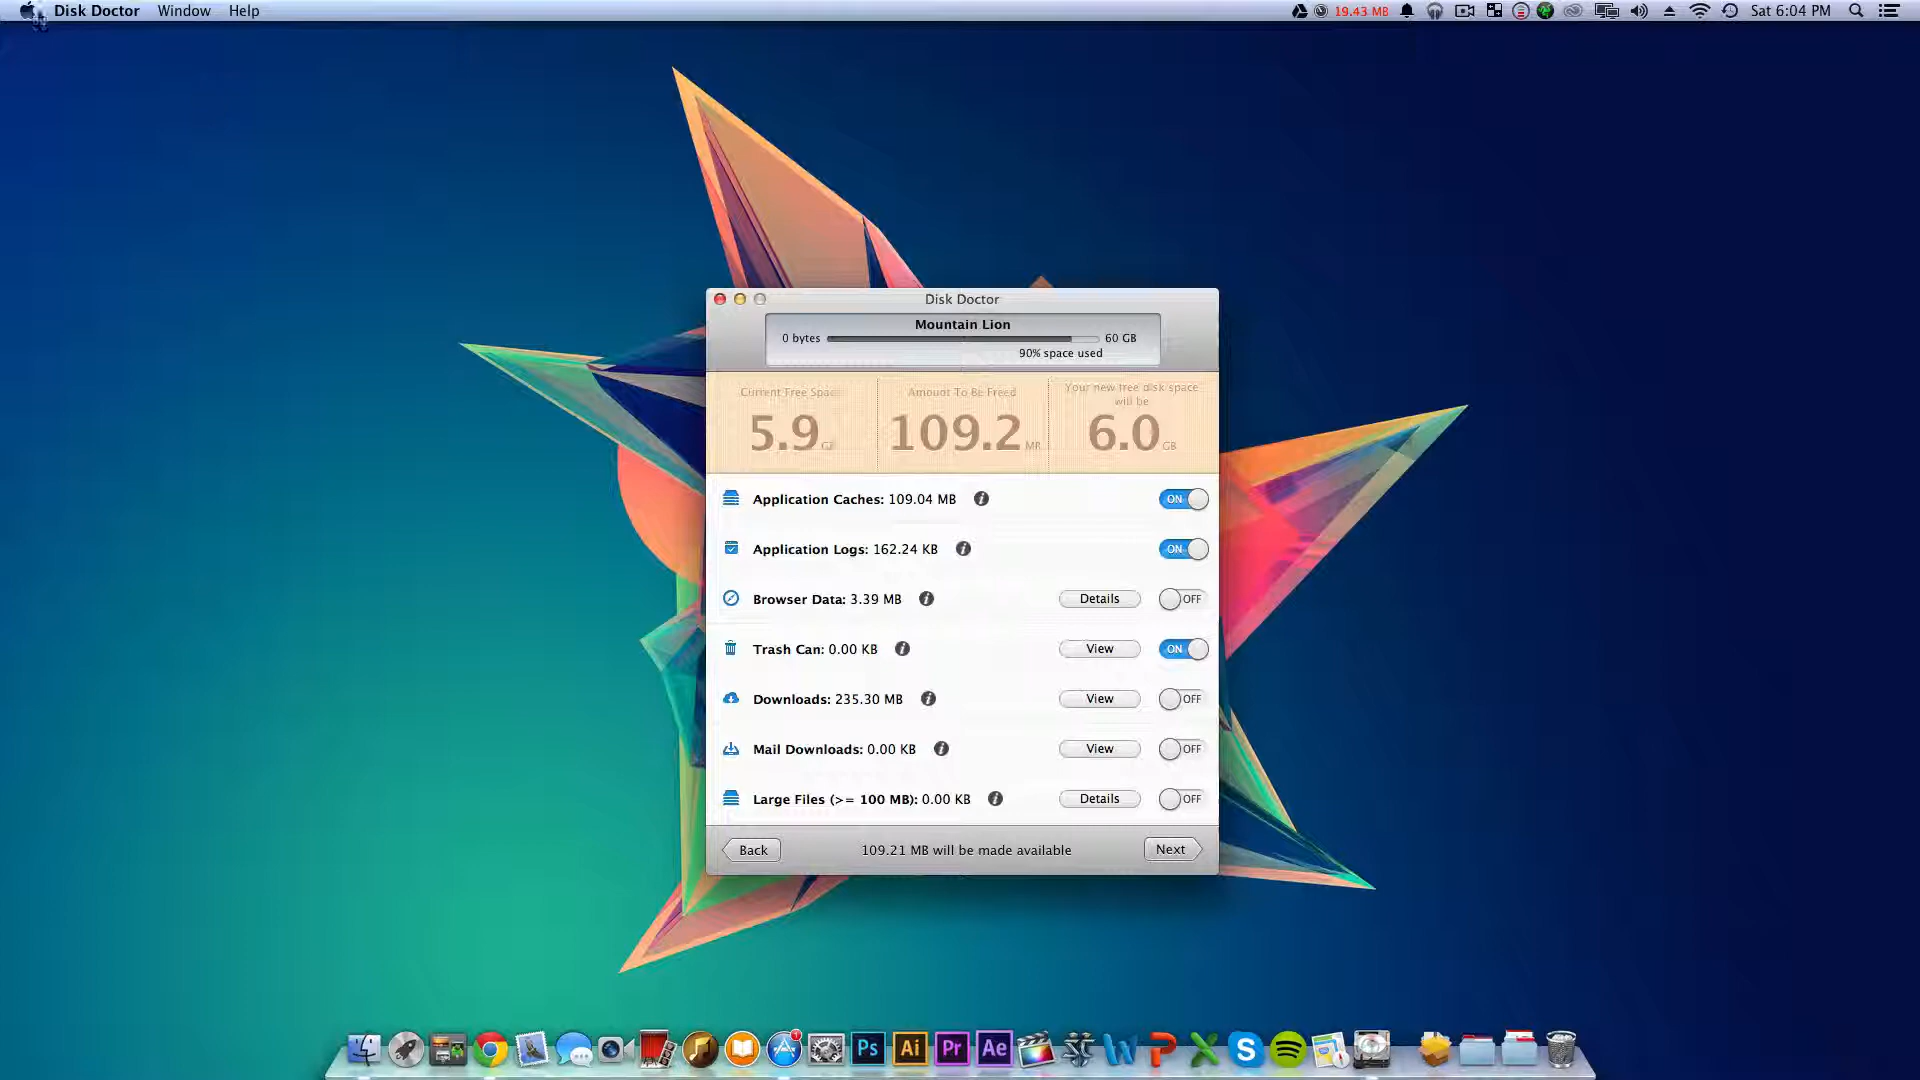 Disk Doctor Window Help
19.43 MB Sat 6:04 PM
Disk Doctor
Mountain Lion
0 bytes 60 GB
90% space used
Current Free Space
5.9 GB
Amount To Be Freed
109.2 MB
Your new free disk space
will be
6.0 GB
Application Caches: 109.04 MB i ON
Application Logs: 162.24 KB i ON
Browser Data: 3.39 MB i Details OFF
Trash Can: 0.00 KB i View ON
Downloads: 235.30 MB i View OFF
Mail Downloads: 0.00 KB i View OFF
Large Files (>= 100 MB): 0.00 KB i Details OFF
Back 109.21 MB will be made available Next
1
Ps Ai Pr Ae W P X S